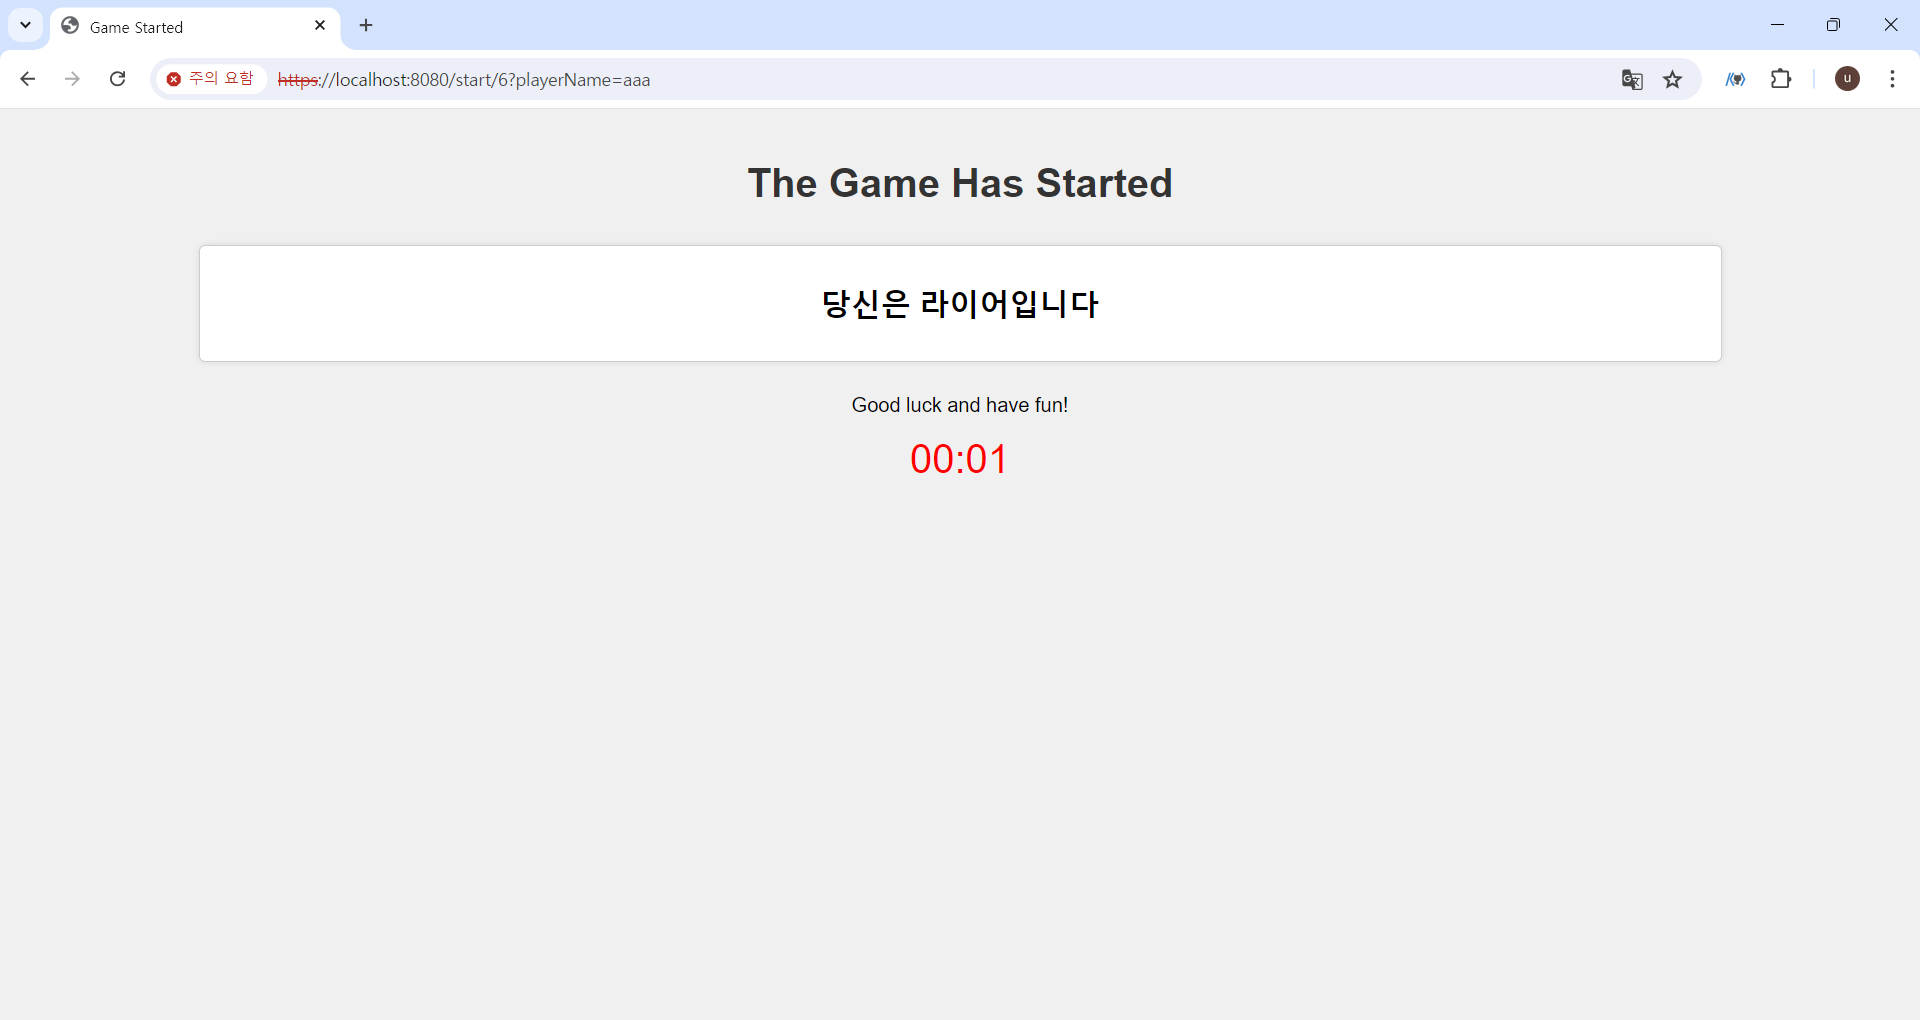 Game Started
주의 요함 https://localhost:8080/start/6?playerName=aaa
u
The Game Has Started
당신은 라이어입니다
Good luck and have fun!
00:01